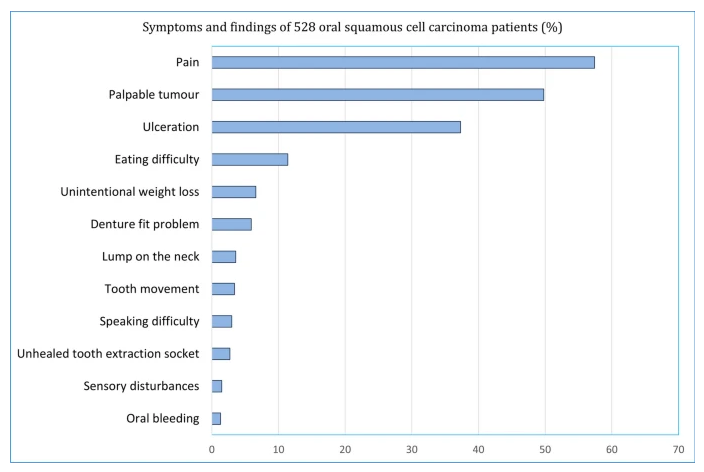 Symptoms and findings of 528 oral squamous cell carcinoma patients (%)
Pain
Palpable tumour
Ulceration
Eating difficulty
Unintentional weight loss
Denture fit problem
Lump on the neck
Tooth movement
Speaking difficulty
Unhealed tooth extraction socket
Sensory disturbances
Oral bleeding
0 10 20 30 40 50 60 70